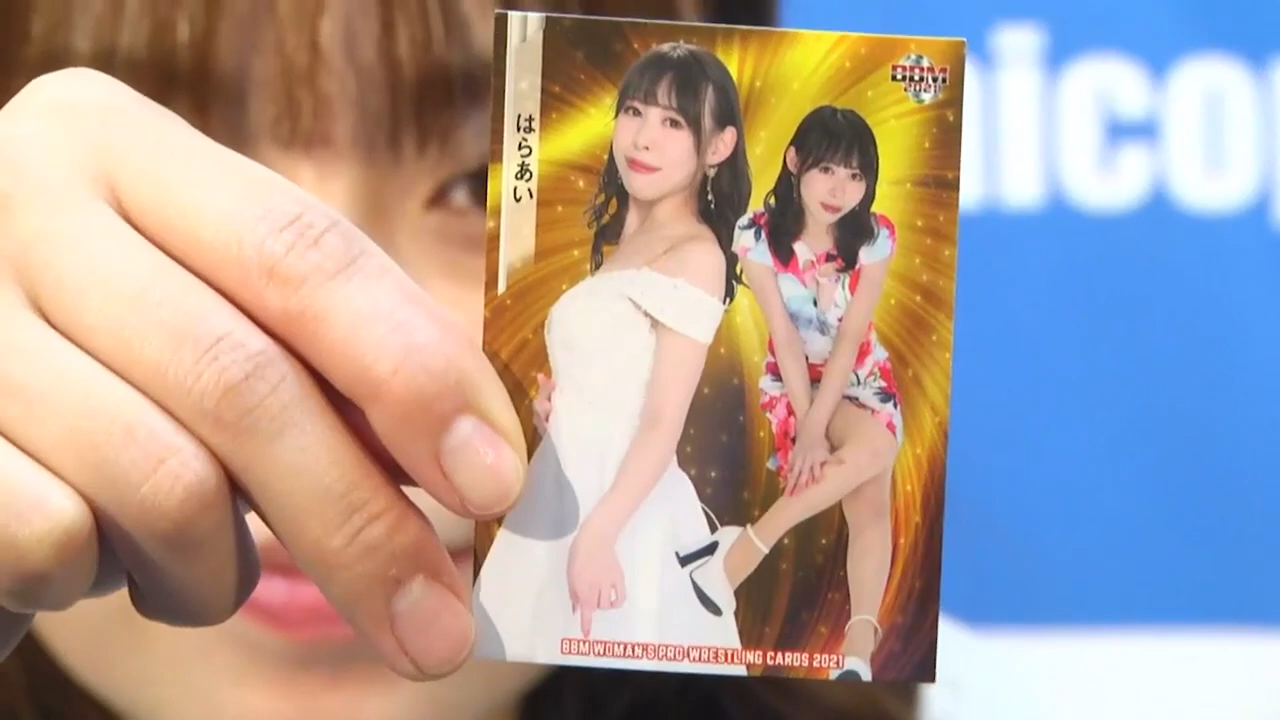 はらあい
BBM
2021
nicop
BBM WOMAN'S PRO-WRESTLING CARDS 2021